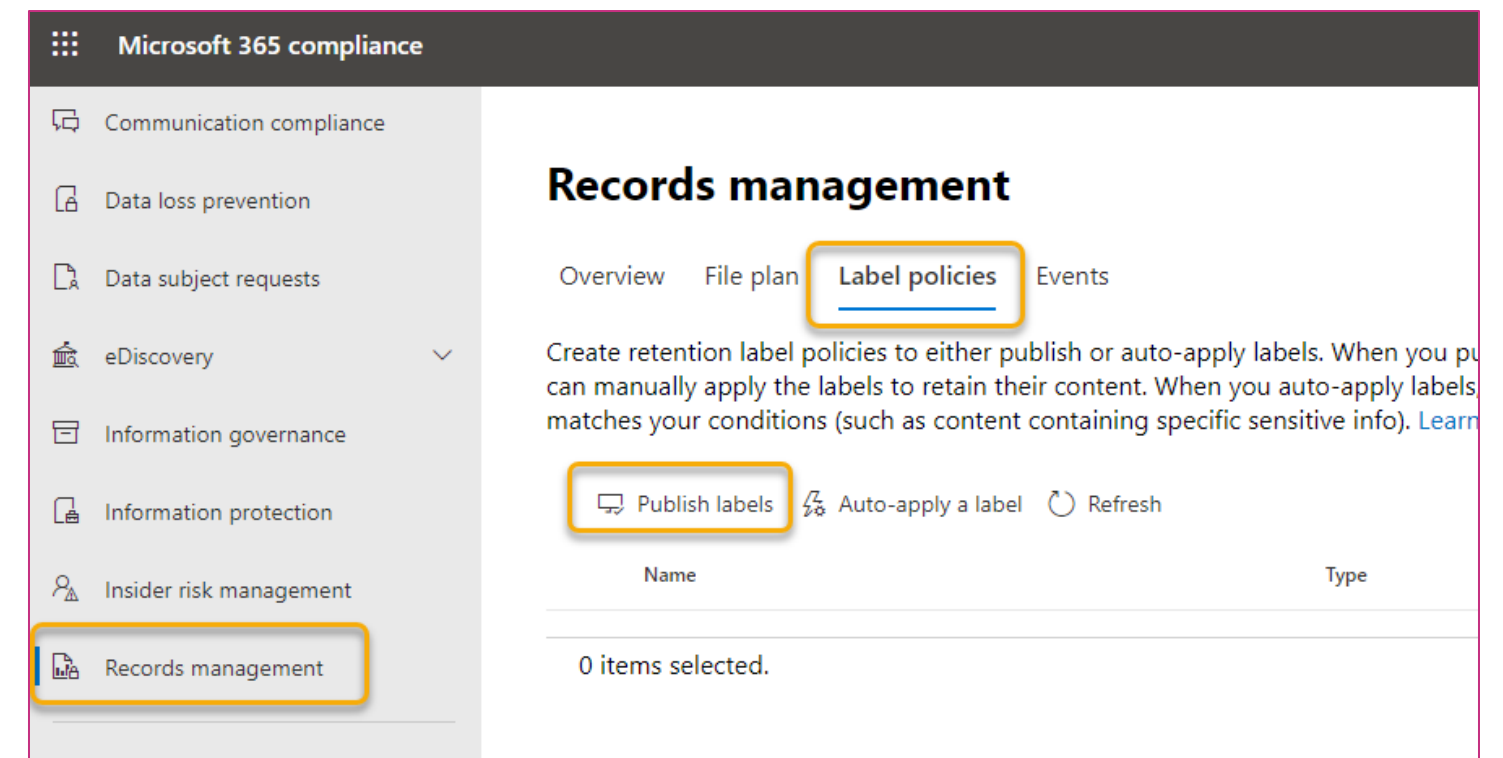 Microsoft 365 compliance
Communication compliance
Data loss prevention
Data subject requests
eDiscovery
Information governance
Information protection
Insider risk management
Records management
Records management
Overview File plan Label policies Events
Create retention label policies to either publish or auto-apply labels. When you
can manually apply the labels to retain their content. When you auto-apply labels,
matches your conditions (such as content containing specific sensitive info). Learn
Publish labels Auto-apply a label Refresh
Name Type
0 items selected.